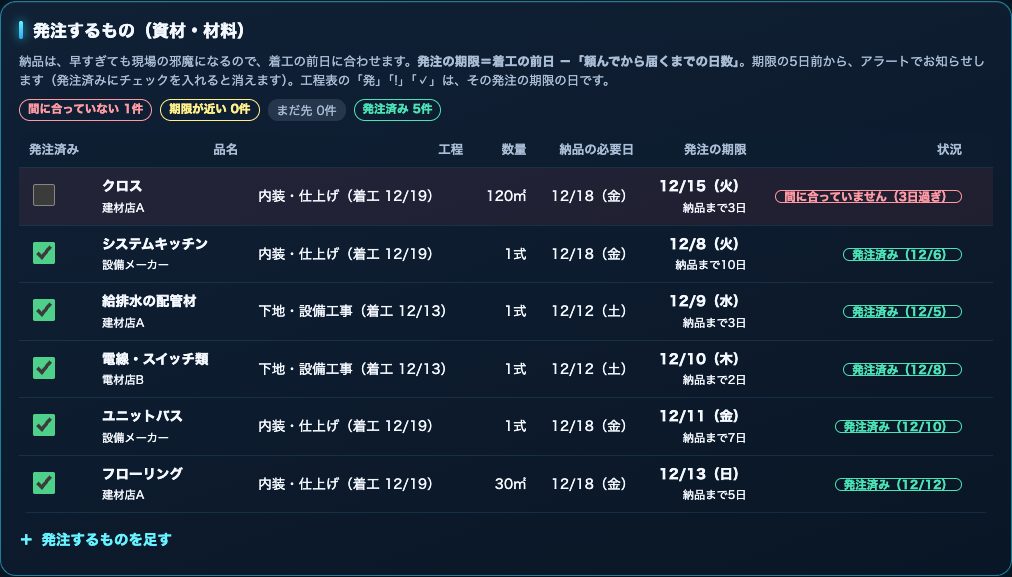 発注するもの（資材・材料）
納品は、早すぎても現場の邪魔になるので、着工の前日に合わせます。発注の期限＝着工の前日 −「頼んでから届くまでの日数」。期限の5日前から、アラートでお知らせし
ます（発注済みにチェックを入れると消えます）。工程表の「発」「!」「✓」は、その発注の期限の日です。
間に合っていない 1件 期限が近い 0件 まだ先 0件 発注済み 5件
発注済み 品名 工程 数量 納品の必要日 発注の期限 状況
クロス
建材店A
内装・仕上げ（着工 12/19） 120㎡ 12/18（金）
12/15（火）
納品まで3日
間に合っていません（3日過ぎ）
システムキッチン
設備メーカー
内装・仕上げ（着工 12/19） 1式 12/18（金）
12/8（火）
納品まで10日
発注済み（12/6）
給排水の配管材
建材店A
下地・設備工事（着工 12/13） 1式 12/12（土）
12/9（水）
納品まで3日
発注済み（12/5）
電線・スイッチ類
電材店B
下地・設備工事（着工 12/13） 1式 12/12（土）
12/10（木）
納品まで2日
発注済み（12/8）
ユニットバス
設備メーカー
内装・仕上げ（着工 12/19） 1式 12/18（金）
12/11（金）
納品まで7日
発注済み（12/10）
フローリング
建材店A
内装・仕上げ（着工 12/19） 30㎡ 12/18（金）
12/13（日）
納品まで5日
発注済み（12/12）
＋ 発注するものを足す